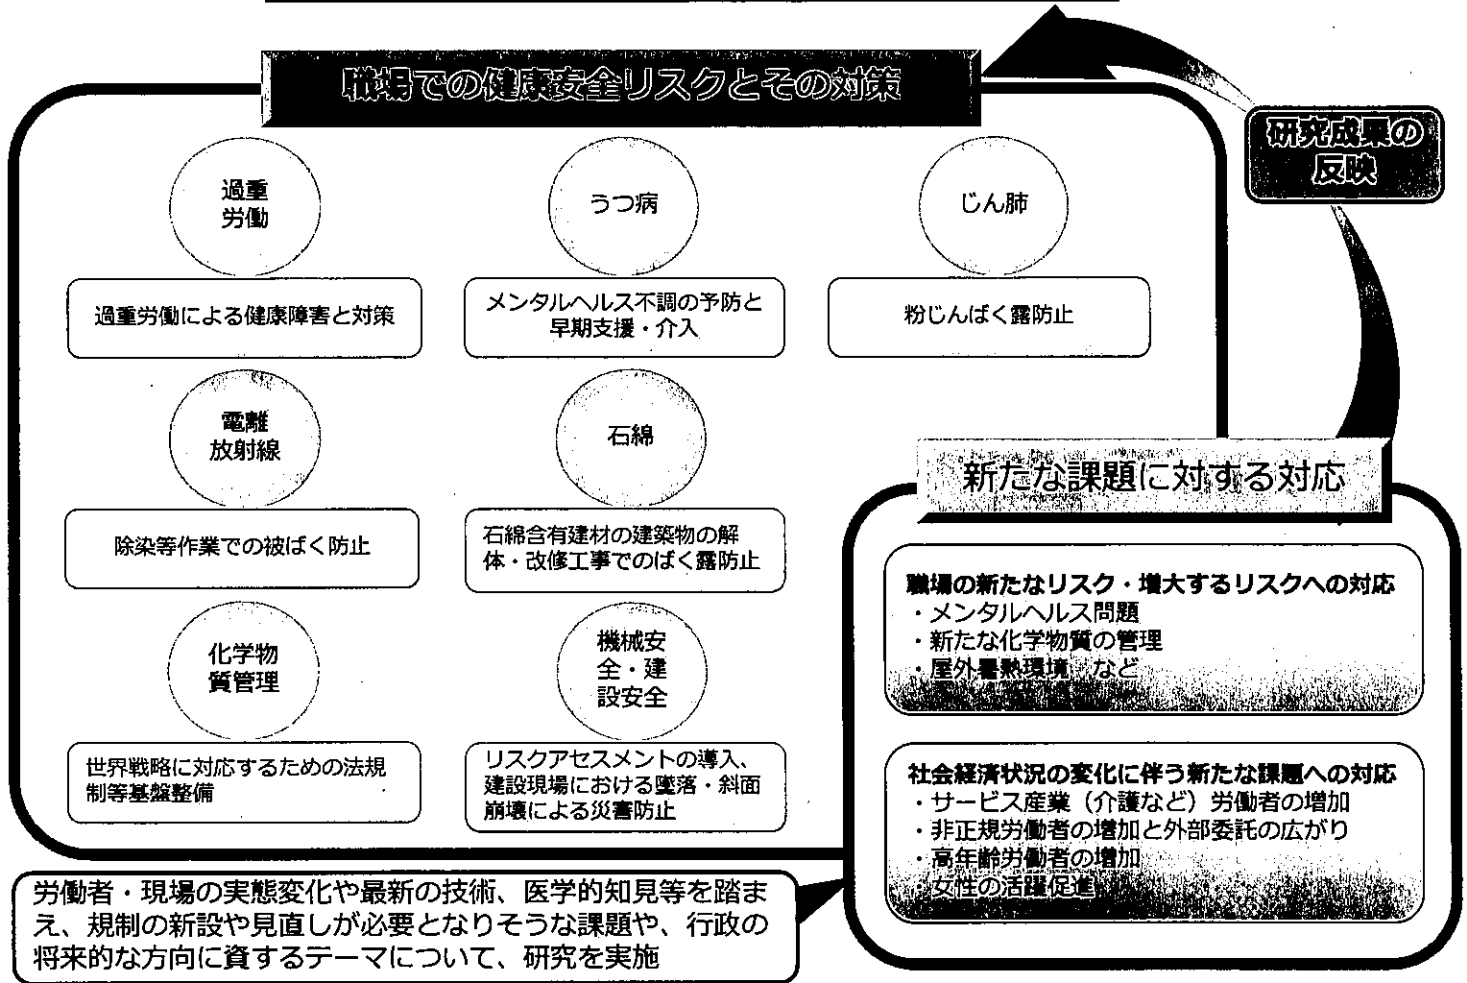 職場での健康安全リスクとその対策
研究成果の
反映
過重
労働
うつ病
じん肺
過重労働による健康障害と対策
メンタルヘルス不調の予防と
早期支援・介入
粉じんばく露防止
電離
放射線
石綿
除染等作業での被ばく防止
石綿含有建材の建築物の解
体・改修工事でのばく露防止
化学物
質管理
機械安
全・建
設安全
世界戦略に対応するための法規
制等基盤整備
リスクアセスメントの導入、
建設現場における墜落・斜面
崩壊による災害防止
新たな課題に対する対応
職場の新たなリスク・増大するリスクへの対応
・メンタルヘルス問題
・新たな化学物質の管理
・屋外暑熱環境　など
社会経済状況の変化に伴う新たな課題への対応
・サービス産業（介護など）労働者の増加
・非正規労働者の増加と外部委託の広がり
・高年齢労働者の増加
・女性の活躍促進
労働者・現場の実態変化や最新の技術、医学的知見等を踏ま
え、規制の新設や見直しが必要となりそうな課題や、行政の
将来的な方向に資するテーマについて、研究を実施